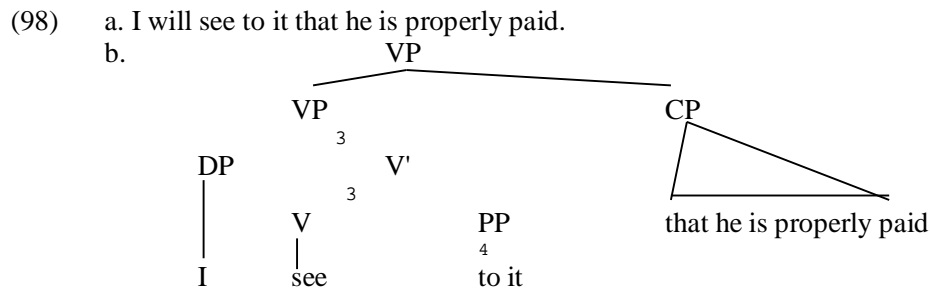 (98) a. I will see to it that he is properly paid.
b. VP
VP CP
3
DP V'
3
V PP that he is properly paid
4
I see to it